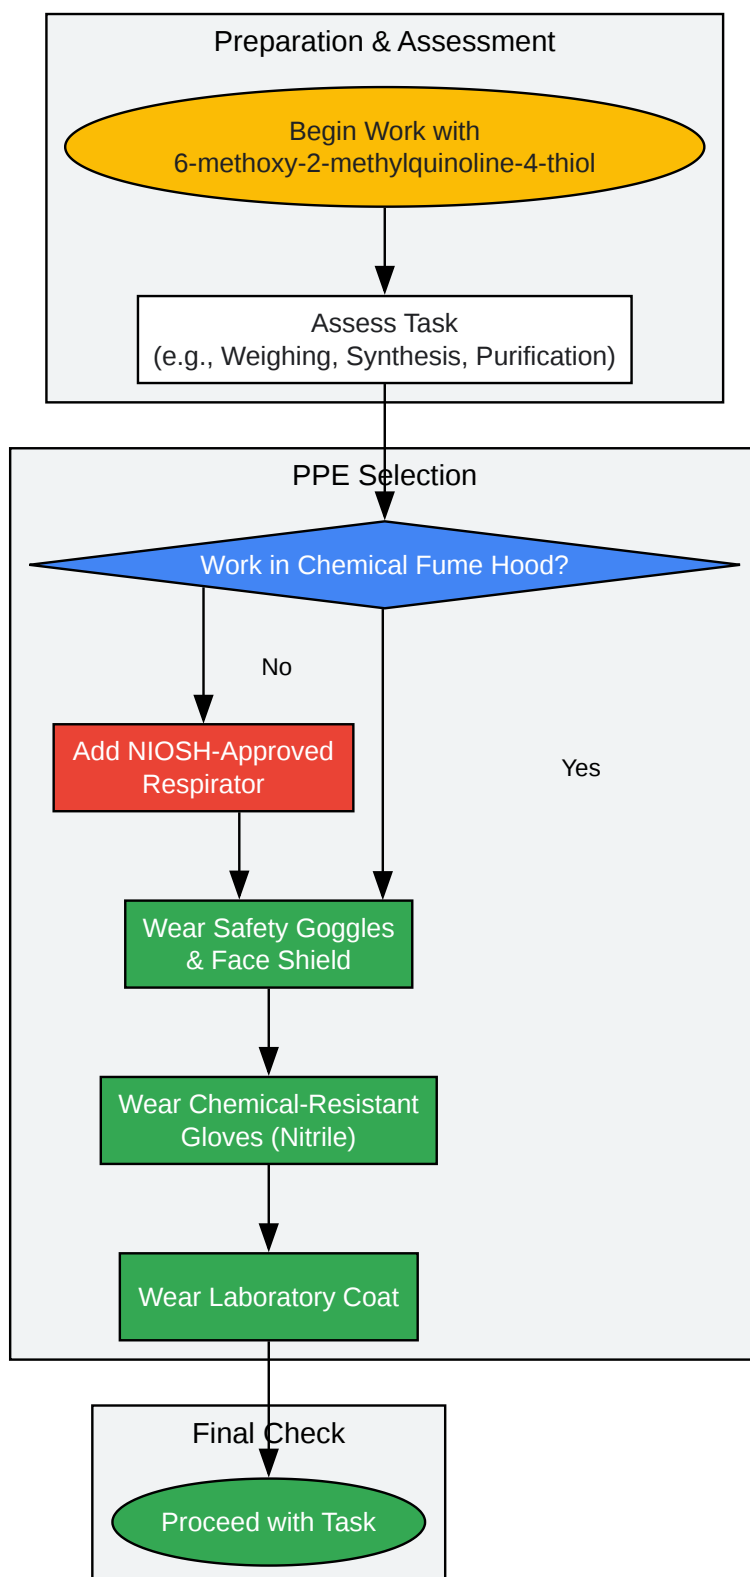 Preparation & Assessment
Begin Work with
6-methoxy-2-methylquinoline-4-thiol
Assess Task
(e.g., Weighing, Synthesis, Purification)
PPE Selection
Work in Chemical Fume Hood?
No
Add NIOSH-Approved
Respirator
Yes
Wear Safety Goggles
& Face Shield
Wear Chemical-Resistant
Gloves (Nitrile)
Wear Laboratory Coat
Final Check
Proceed with Task